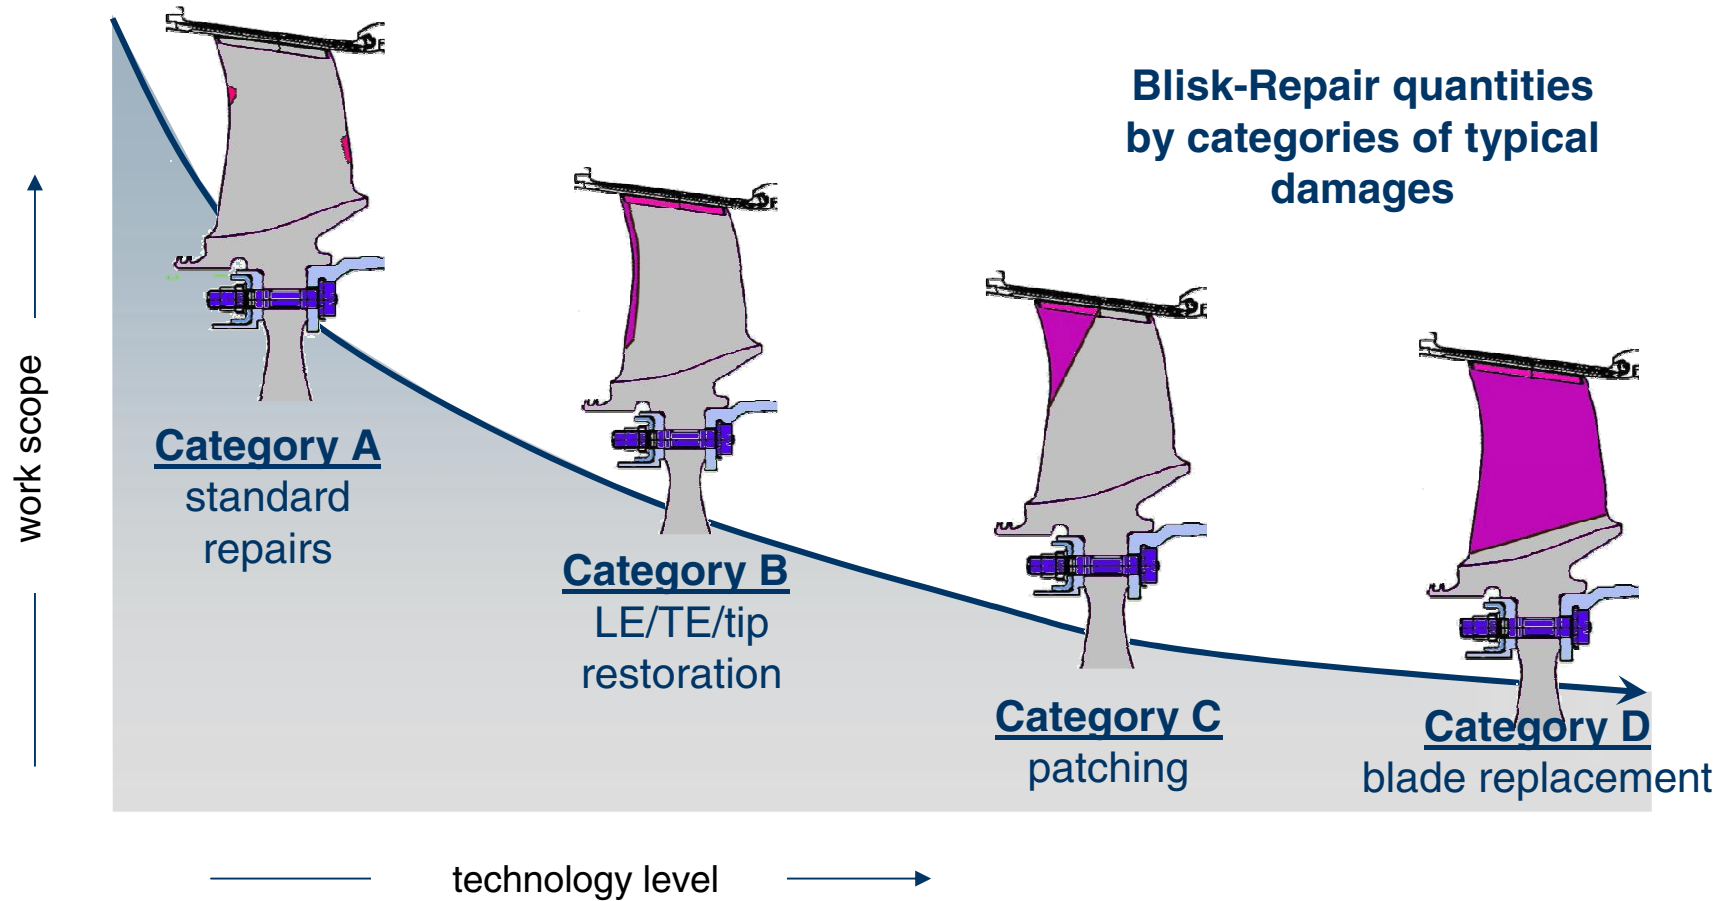 Blisk-Repair quantities
by categories of typical
damages
work scope
Category A
standard
repairs
Category B
LE/TE/tip
restoration
Category C
patching
Category D
blade replacement
technology level